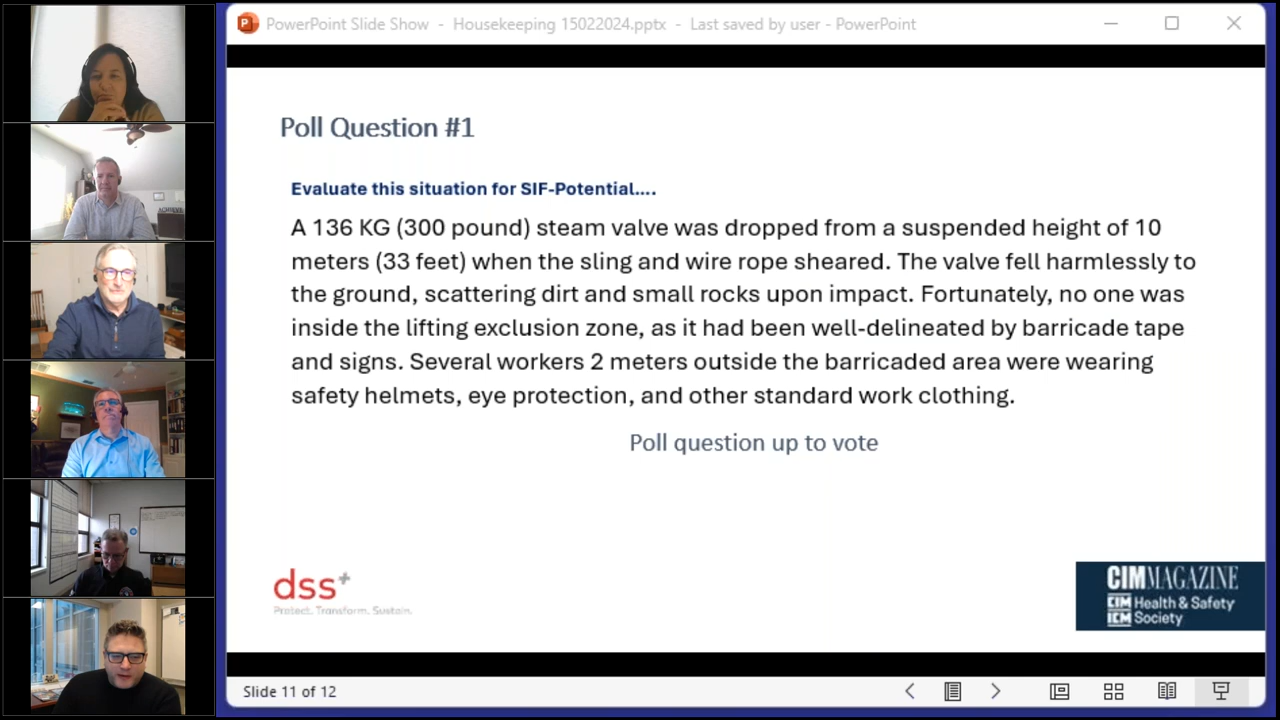 PowerPoint Slide Show - Housekeeping 15022024.pptx - Last saved by user - PowerPoint
Poll Question #1
Evaluate this situation for SIF-Potential....
A 136 KG (300 pound) steam valve was dropped from a suspended height of 10
meters (33 feet) when the sling and wire rope sheared. The valve fell harmlessly to
the ground, scattering dirt and small rocks upon impact. Fortunately, no one was
inside the lifting exclusion zone, as it had been well-delineated by barricade tape
and signs. Several workers 2 meters outside the barricaded area were wearing
safety helmets, eye protection, and other standard work clothing.
Poll question up to vote
dss+
Protect. Transform. Sustain.
CIM MAGAZINE
CIM Health & Safety
ICM Society
Slide 11 of 12